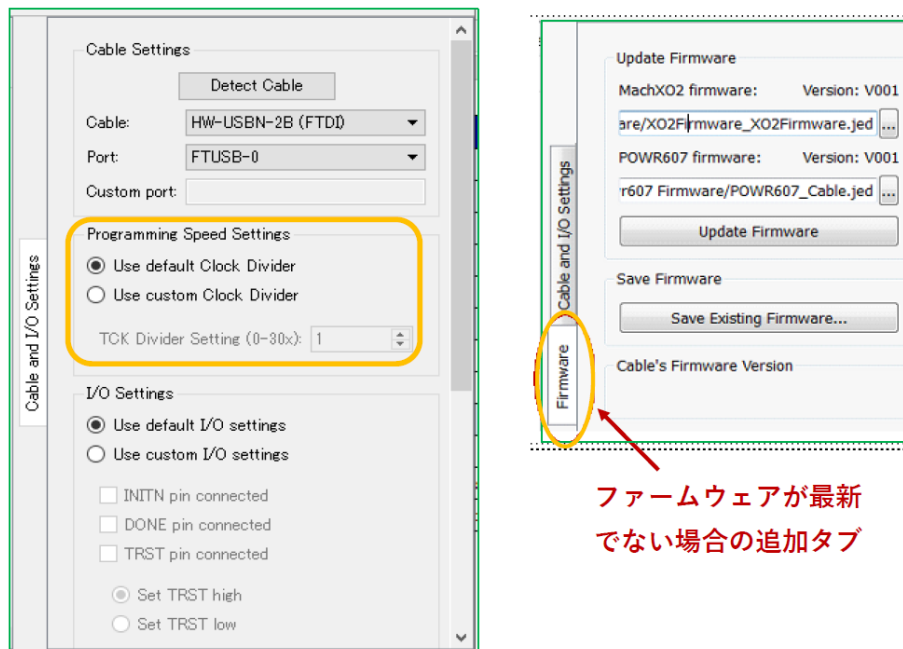 Cable Settings
Detect Cable
Cable: HW-USBN-2B (FTDI)
Port: FTUSB-0
Custom port:
Programming Speed Settings
Use default Clock Divider
Use custom Clock Divider
TCK Divider Setting (0-30x): 1
I/O Settings
Use default I/O settings
Use custom I/O settings
INITN pin connected
DONE pin connected
TRST pin connected
Set TRST high
Set TRST low
Cable and I/O Settings
Update Firmware
MachXO2 firmware: Version: V001
are/XO2Firmware_XO2Firmware.jed ...
POWR607 firmware: Version: V001
r607 Firmware/POWR607_Cable.jed ...
Update Firmware
Save Firmware
Save Existing Firmware...
Cable's Firmware Version
Cable and I/O Settings
Firmware
ファームウェアが最新
でない場合の追加タブ